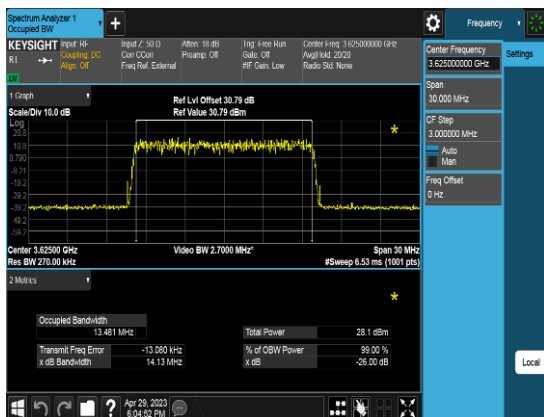 Spectrum Analyzer 1
Occupied BW
+
Frequency
KEYSIGHT
R1
LXI
Input: RF
Coupling: DC
Align: Off
Input Z: 50 Ω
Corr CCorr
Freq Ref: External
Atten: 18 dB
Preamp: Off
Trig: Free Run
Gate: Off
#IF Gain: Low
Center Freq: 3.625000000 GHz
Avg|Hold: 20/20
Radio Std: None
Center Frequency
3.625000000 GHz
Settings
Span
30.000 MHz
CF Step
3.000000 MHz
Auto
Man
Freq Offset
0 Hz
1 Graph
Scale/Div 10.0 dB
Ref Lvl Offset 30.79 dB
Ref Value 30.79 dBm
Log
20.8
10.8
0.790
-9.21
-19.2
-29.2
-39.2
-49.2
-59.2
Center 3.62500 GHz
Res BW 270.00 kHz
Video BW 2.7000 MHz*
Span 30 MHz
#Sweep 6.53 ms (1001 pts)
2 Metrics
Occupied Bandwidth
13.481 MHz
Total Power 28.1 dBm
Transmit Freq Error -13.080 kHz
% of OBW Power 99.00 %
x dB Bandwidth 14.13 MHz
x dB -26.00 dB
Local
?
Apr 29, 2023
6:04:52 PM